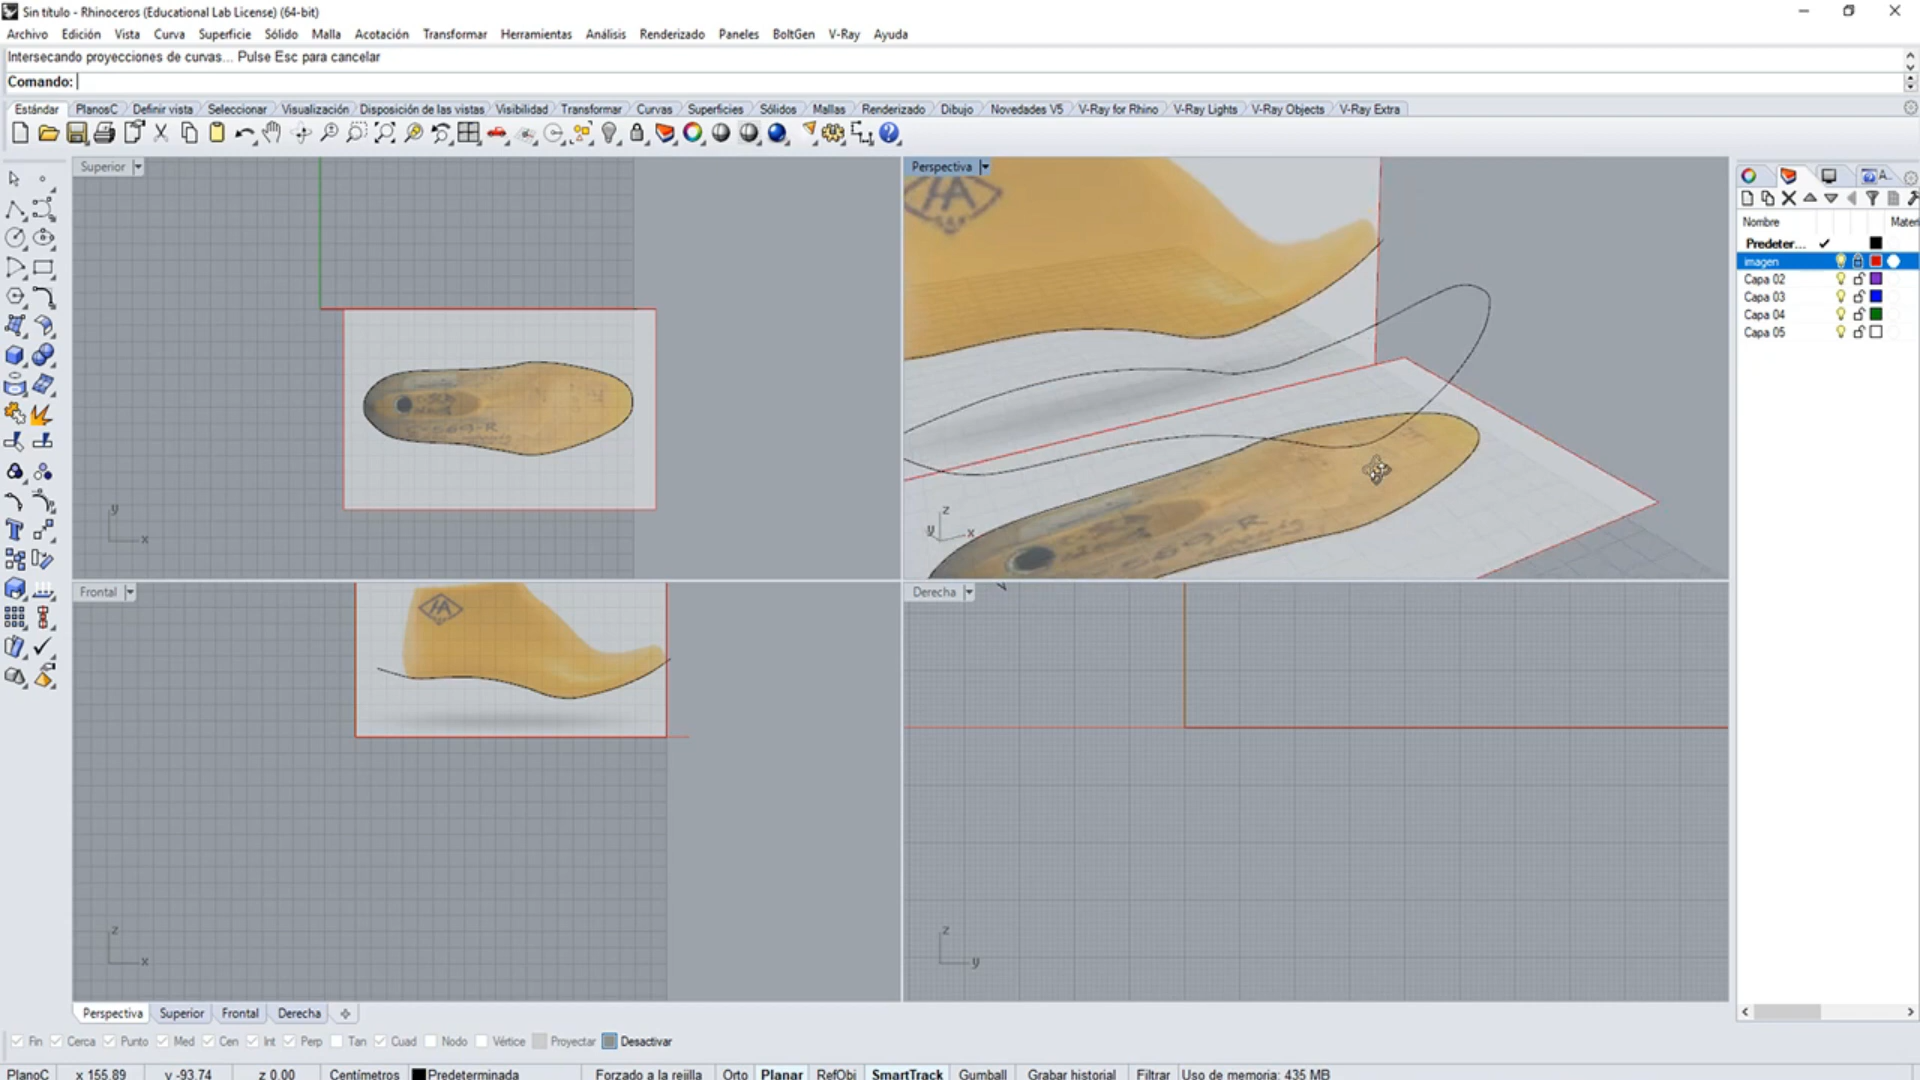 Sin título - Rhinoceros (Educational Lab License) (64-bit)
Archivo Edición Vista Curva Superficie Sólido Malla Acotación Transformar Herramientas Análisis Renderizado Paneles BoltGen V-Ray Ayuda
Intersecando proyecciones de curvas... Pulse Esc para cancelar
Comando:
Estándar PlanosC Definir vista Seleccionar Visualización Disposición de las vistas Visibilidad Transformar Curvas Superficies Sólidos Mallas Renderizado Dibujo Novedades V5 V-Ray for Rhino V-Ray Lights V-Ray Objects V-Ray Extra
Superior
Perspectiva
A...
Nombre Materi
Predeter...
imagen
Capa 02
Capa 03
Capa 04
Capa 05
HA
y
x
z
y
x
Frontal
Derecha
HA
z
x
z
y
Perspectiva Superior Frontal Derecha
Fin Cerca Punto Med Cen Int Perp Tan Cuad Nodo Vértice Proyectar Desactivar
PlanoC x 155.89 y -93.74 z 0.00 Centímetros Predeterminada Forzado a la rejilla Orto Planar RefObj SmartTrack Gumball Grabar historial Filtrar Uso de memoria: 435 MB